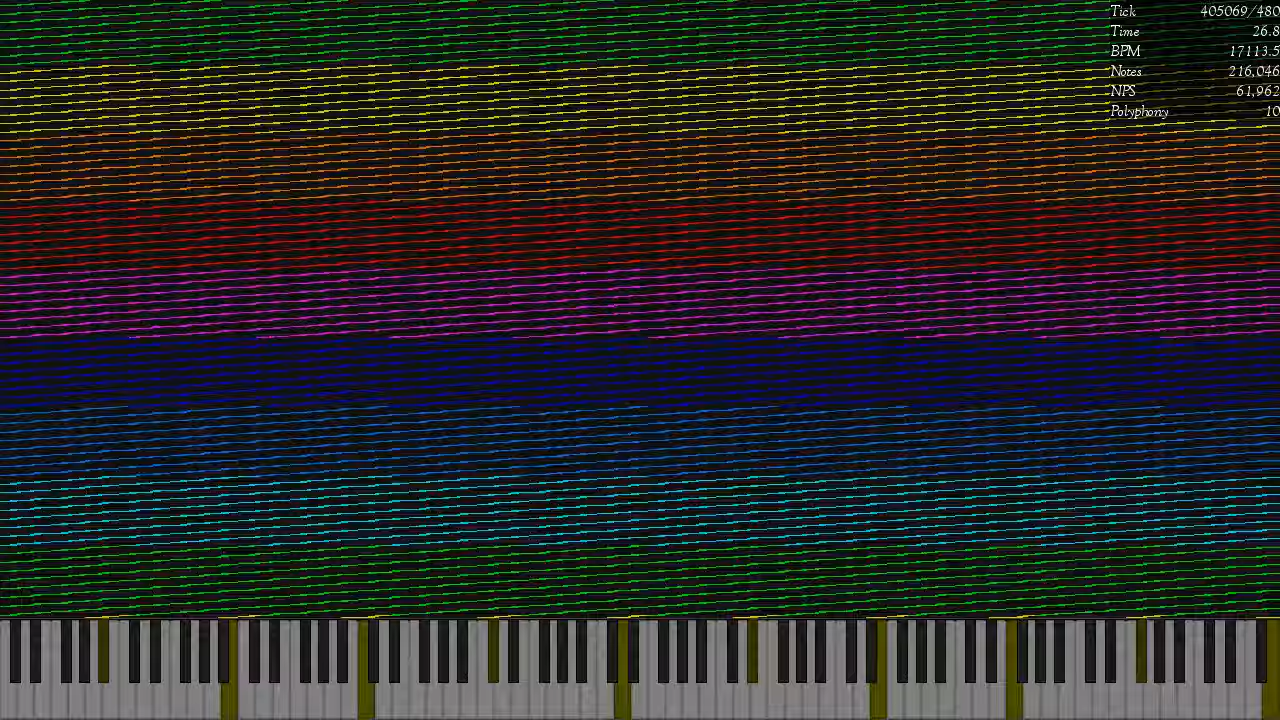 Tick 405069/480
Time 26.8
BPM 17113.5
Notes 216,046
NPS 61,962
Polyphony 10